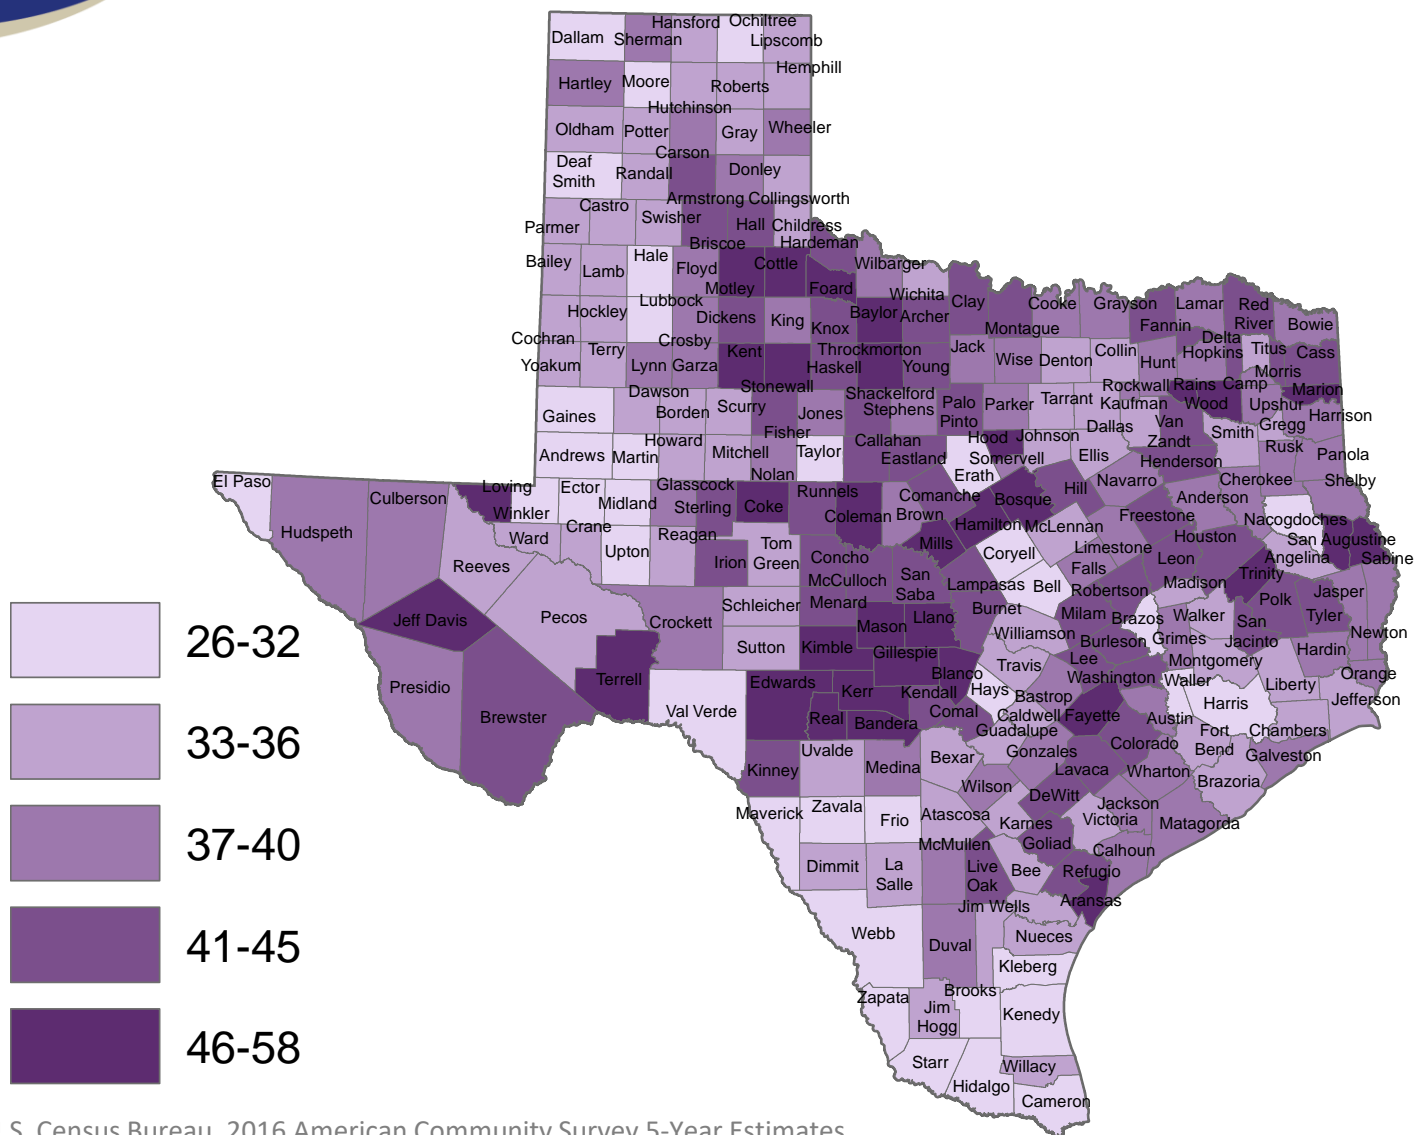 Hansford Ochiltree
Dallam Sherman Lipscomb
Hemphill
Hartley Moore Roberts
Hutchinson
Oldham Potter Gray Wheeler
Carson
Deaf
Smith Randall Donley
Armstrong Collingsworth
Castro Swisher Hall Childress
Parmer Briscoe Hardeman
Bailey Lamb Hale Floyd Cottle Wilbarger
Motley Foard Wichita
Lubbock Clay
Hockley Dickens King Knox Baylor Archer Montague Cooke Grayson Fannin Lamar Red
River Bowie
Cochran Crosby Delta
Yoakum Terry Lynn Garza Kent Throckmorton Jack Wise Denton Collin Hunt Hopkins Titus Cass
Haskell Young Morris
Stonewall Rockwall Rains Camp Marion
Gaines Dawson Borden Scurry Jones Shackelford
Stephens Palo
Pinto Parker Tarrant Kaufman Wood Upshur Harrison
Fisher Dallas Van
Zandt Smith Gregg
Andrews Martin Howard Mitchell Taylor Callahan Hood Johnson Ellis Rusk Panola
Nolan Eastland Erath Somervell Henderson
El Paso Culberson Loving Ector Midland Glasscock Coke Runnels Comanche Bosque Hill Navarro Anderson Cherokee Shelby
Winkler Sterling Coleman Brown Freestone
Hudspeth Ward Crane Upton Reagan Tom
Green Hamilton McLennan Limestone Houston Nacogdoches
Mills Coryell San Augustine
Reeves Irion Concho San
Saba Lampasas Bell Falls Leon Angelina Sabine
McCulloch Robertson Madison Trinity
Jeff Davis Pecos Crockett Schleicher Menard Mason Llano Burnet Milam Brazos Walker Polk Tyler Jasper
Williamson Burleson Grimes San
Jacinto Newton
Sutton Kimble Gillespie Travis Lee Montgomery Hardin
Presidio Terrell Edwards Blanco Washington Waller Liberty Orange
Kerr Kendall Hays Bastrop Harris Jefferson
Brewster Val Verde Real Bandera Comal Caldwell Fayette Austin Fort
Bend Chambers
Guadalupe
Kinney Uvalde Medina Bexar Gonzales Colorado Galveston
Wilson Lavaca Wharton Brazoria
Maverick Zavala Frio Atascosa DeWitt Jackson
Karnes Victoria Matagorda
McMullen Goliad Calhoun
Dimmit La
Salle Live
Oak Bee Refugio
Jim Wells Aransas
Webb Duval Nueces
Kleberg
Zapata Brooks
Jim
Hogg Kenedy
Starr Willacy
Hidalgo
Cameron
26-32
33-36
37-40
41-45
46-58
S. Census Bureau, 2016 American Community Survey 5-Year Estimates